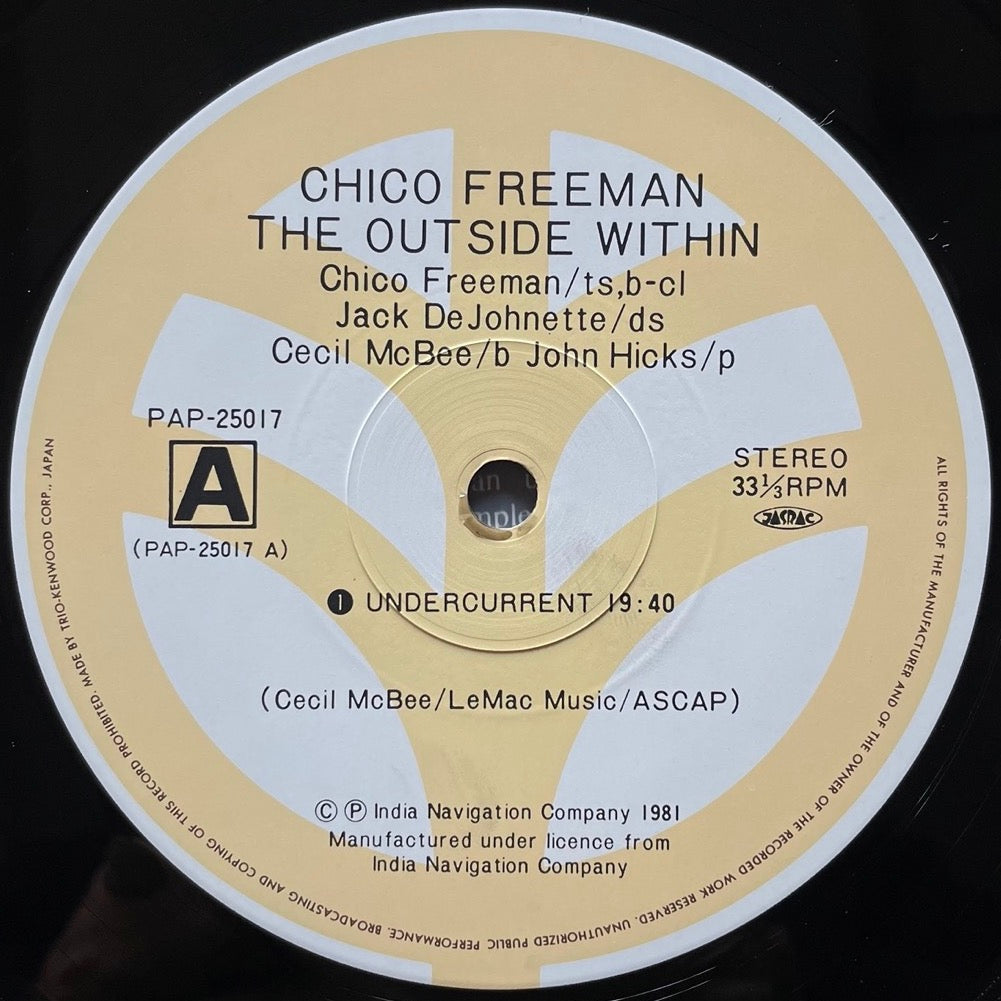 CHICO FREEMAN
THE OUTSIDE WITHIN
Chico Freeman/ts,b-cl
Jack DeJohnette/ds
Cecil McBee/b John Hicks/p
PAP-25017
A
(PAP-25017 A)
STEREO
33⅓RPM
JASRAC
❶ UNDERCURRENT 19:40
(Cecil McBee/LeMac Music/ASCAP)
Ⓒ Ⓟ India Navigation Company 1981
Manufactured under licence from
India Navigation Company
ALL RIGHTS OF THE MANUFACTURER AND OF THE OWNER OF THE RECORDED WORK RESERVED. UNAUTHORIZED PUBLIC PERFORMANCE. BROADCASTING AND COPYING OF THIS RECORD PROHIBITED. MADE BY TRIO-KENWOOD CORP., JAPAN